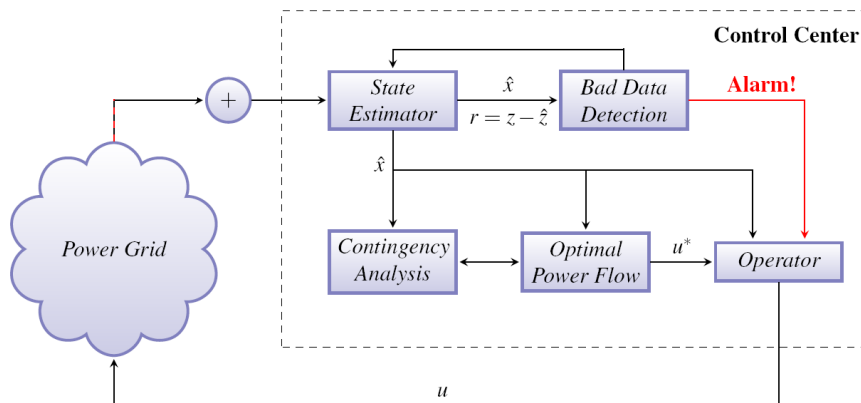 Control Center
+
State
Estimator
x̂
r = z − ẑ
Bad Data
Detection
Alarm!
x̂
Power Grid
Contingency
Analysis
Optimal
Power Flow
u*
Operator
u